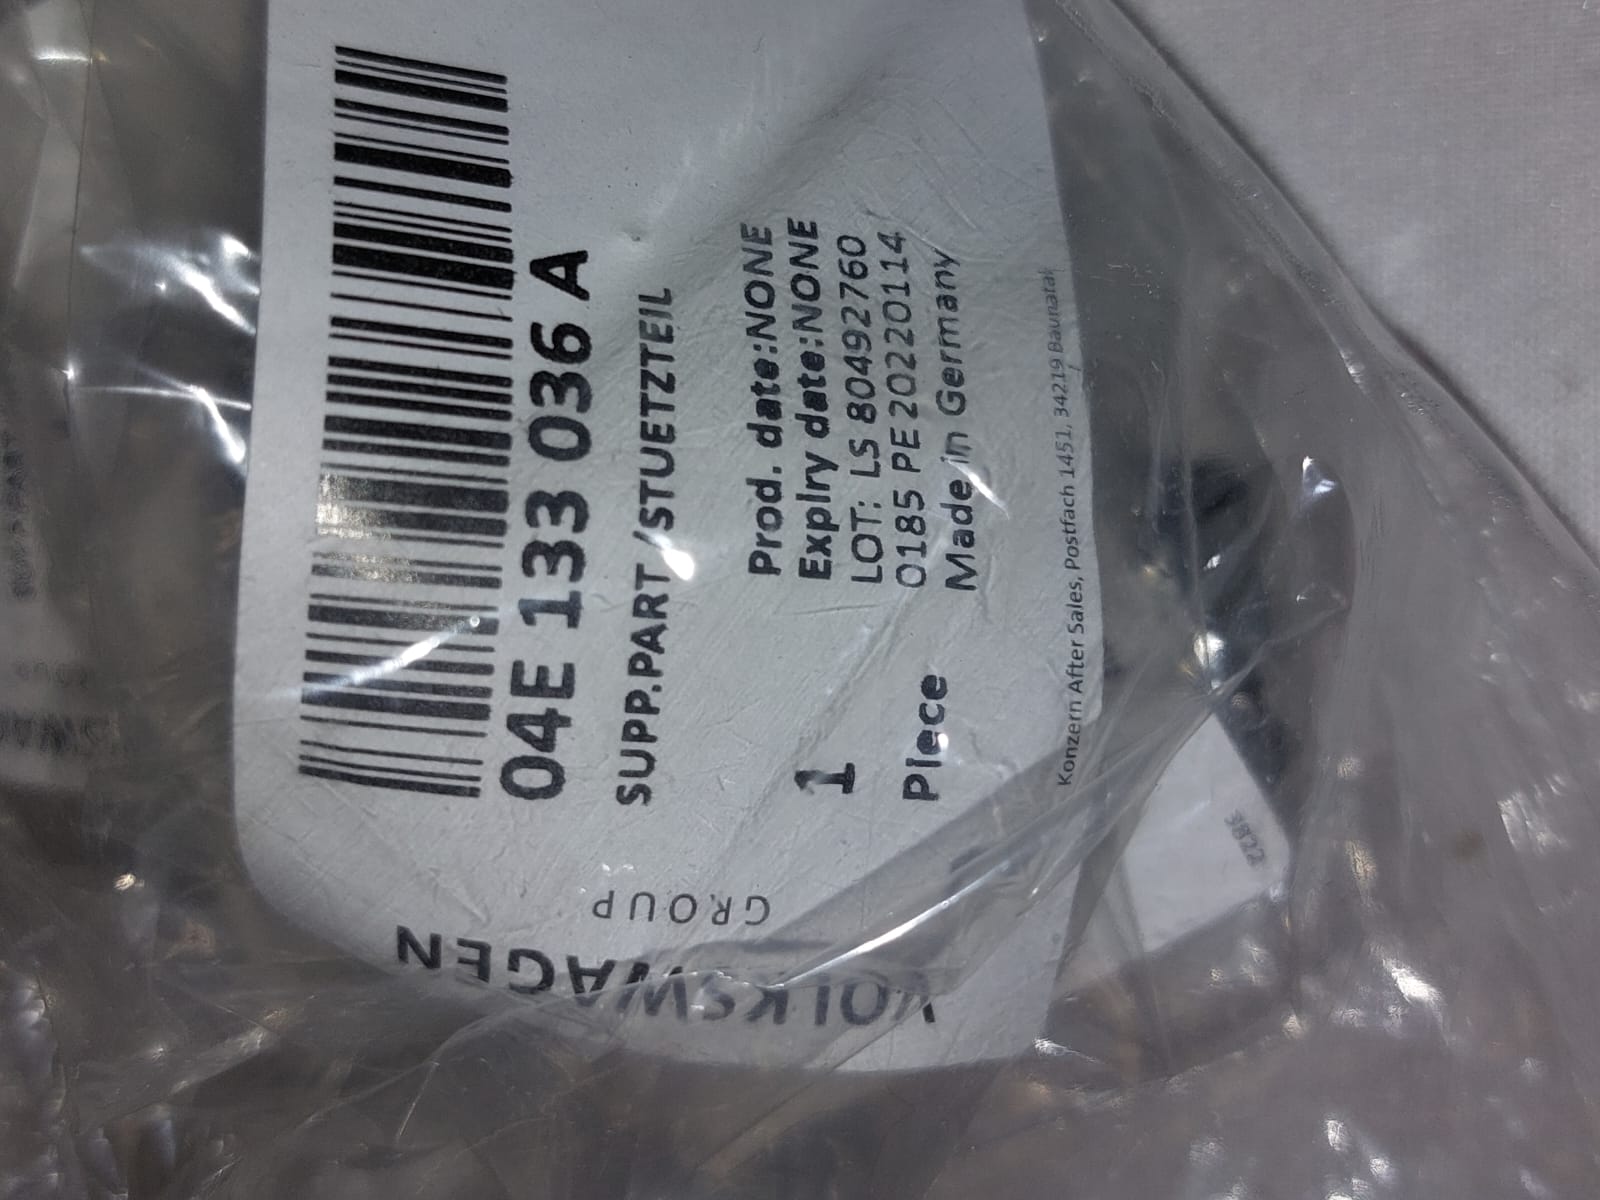 VOLKSWAGEN
GROUP
04E 133 036 A
SUPP.PART/STUETZTEIL
1
Piece
Prod. date:NONE
Expiry date:NONE
LOT: LS 80492760
0185 PE 20220114
Made in Germany
Konzern After Sales, Postfach 1451, 34219 Baunatal